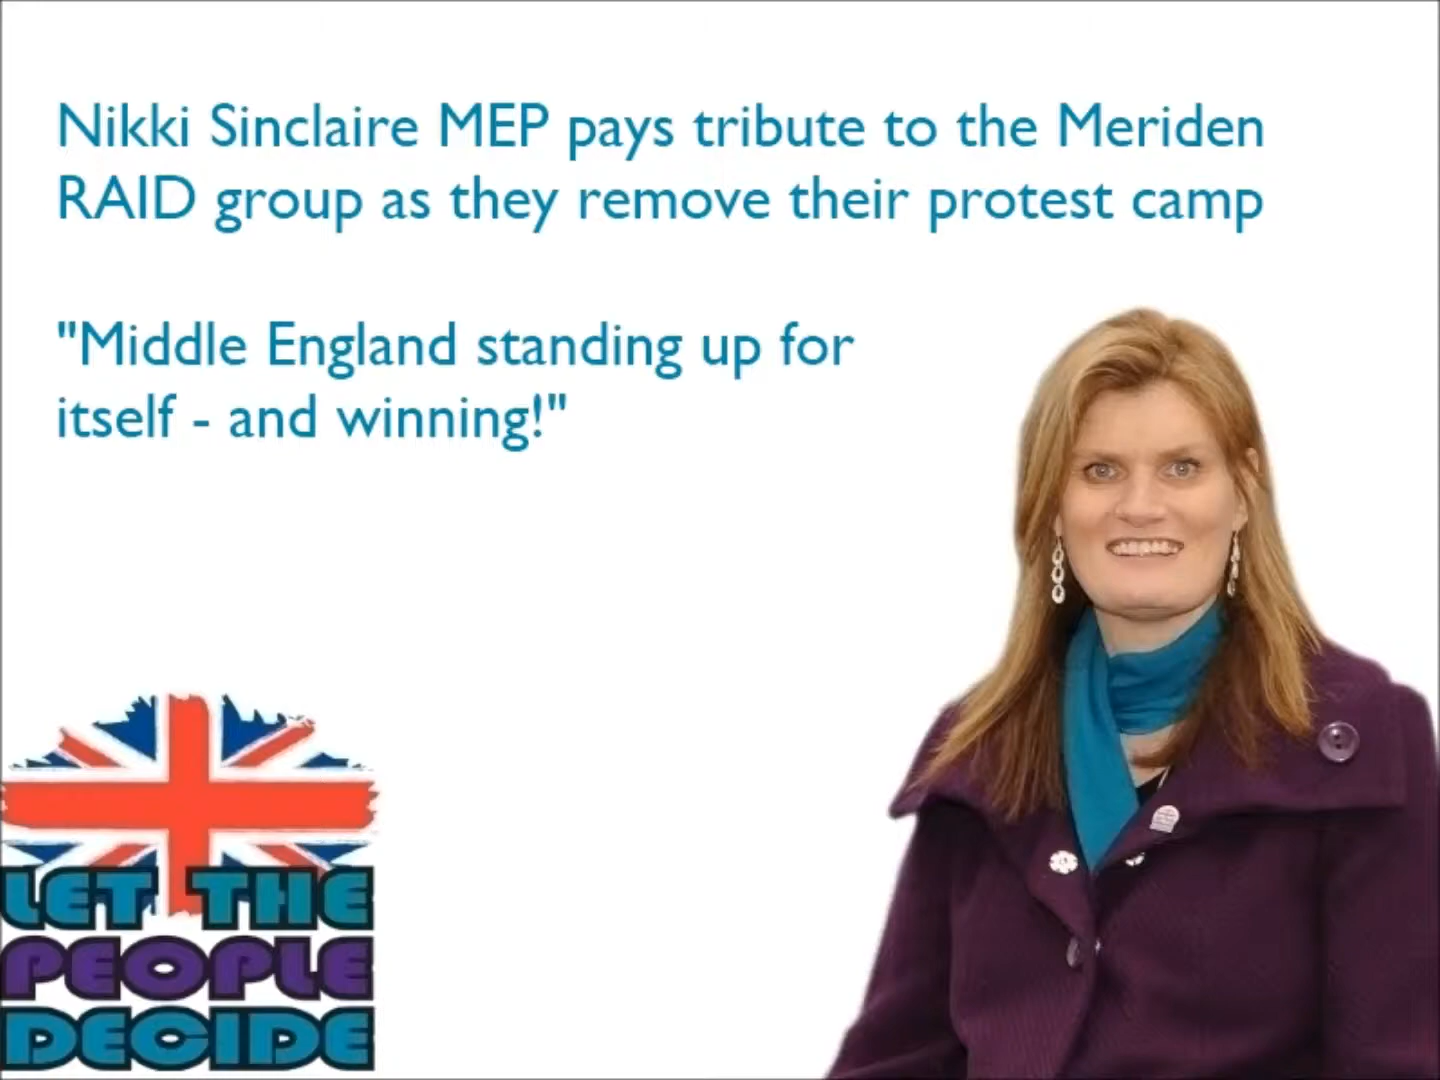 Nikki Sinclaire MEP pays tribute to the Meriden
RAID group as they remove their protest camp
"Middle England standing up for
itself - and winning!"
LET THE
PEOPLE
DECIDE